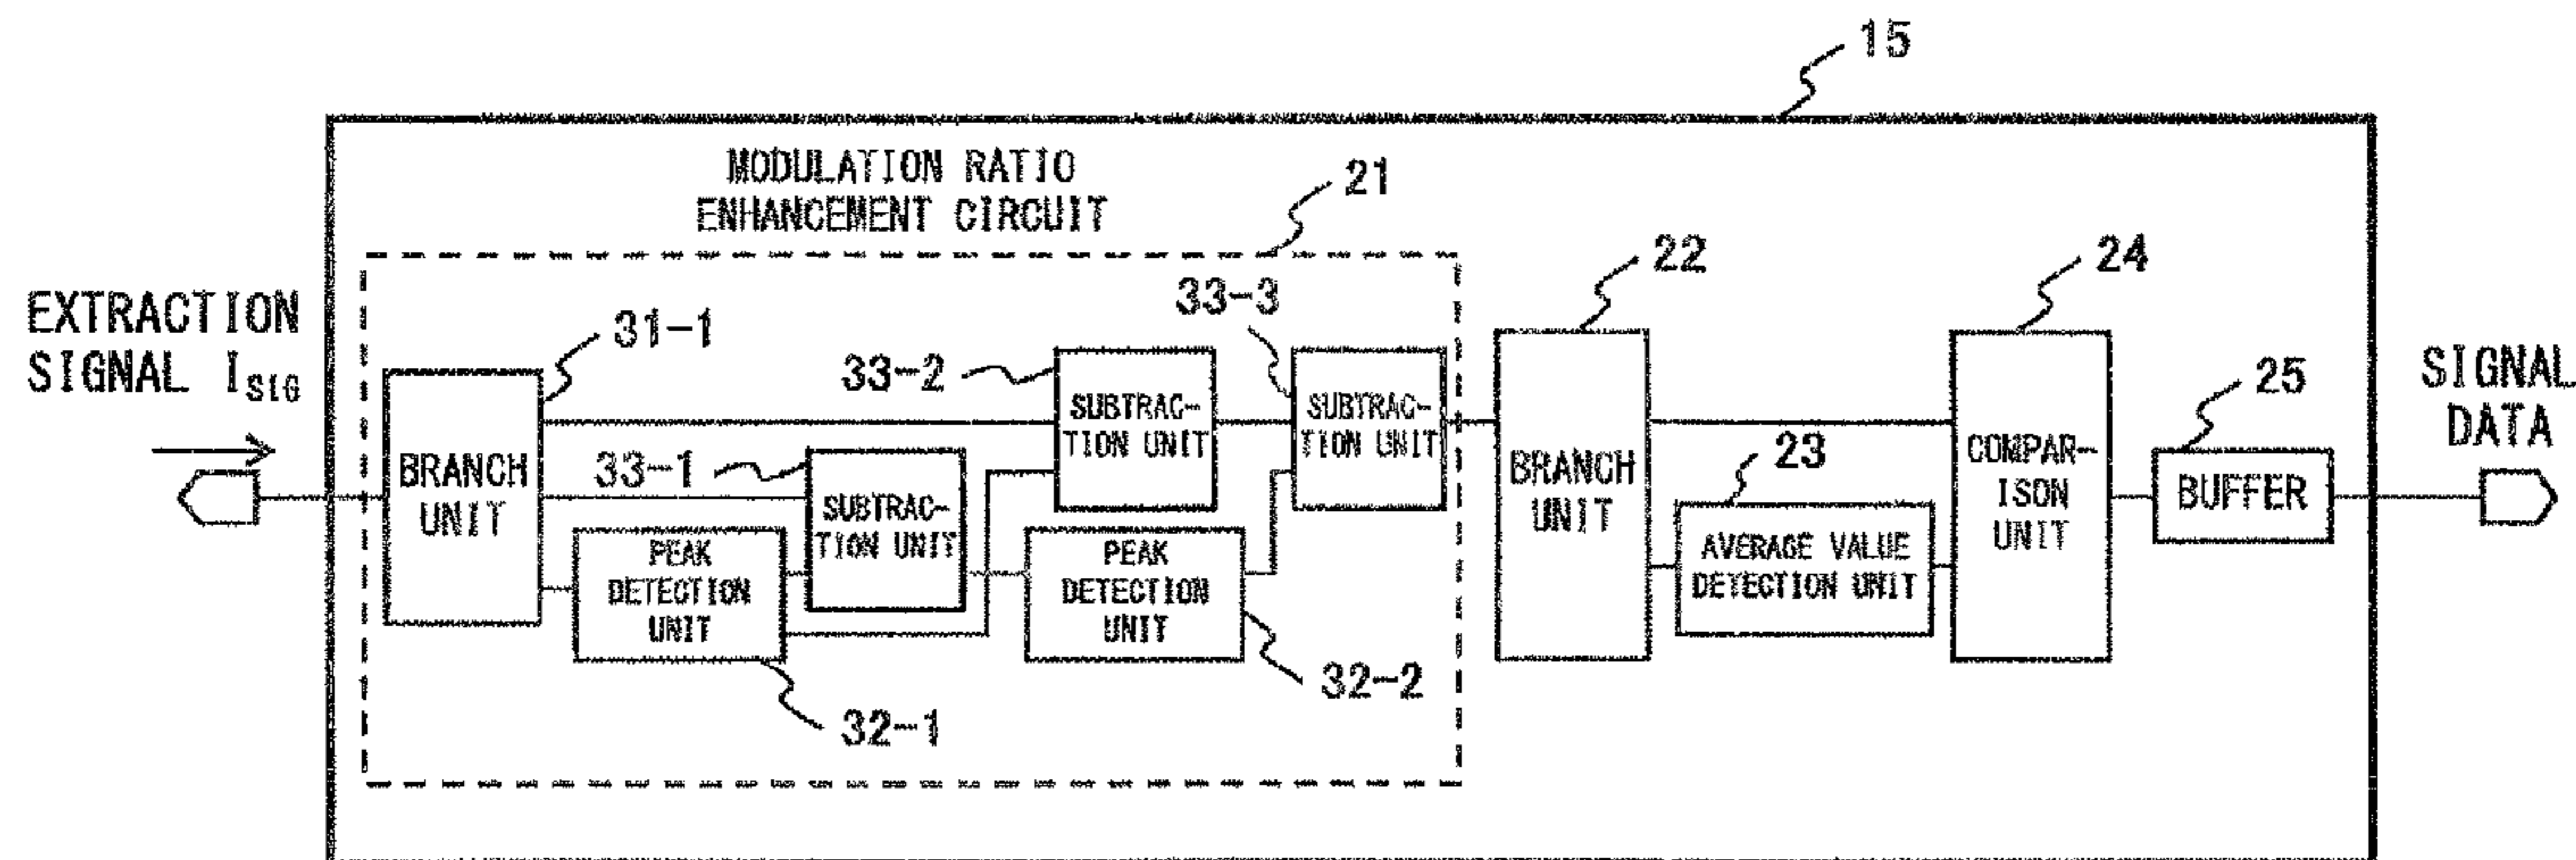 15
MODULATION RATIO
ENHANCEMENT CIRCUIT
21
EXTRACTION
SIGNAL ISIG
31-1
33-2
33-3
22
24
SIGNAL
DATA
BRANCH
UNIT
33-1
SUBTRAC-
TION UNIT
SUBTRAC-
TION UNIT
SUBTRAC-
TION UNIT
PEAK
DETECTION
UNIT
PEAK
DETECTION
UNIT
32-1
32-2
BRANCH
UNIT
23
AVERAGE VALUE
DETECTION UNIT
COMPAR-
ISON
UNIT
25
BUFFER